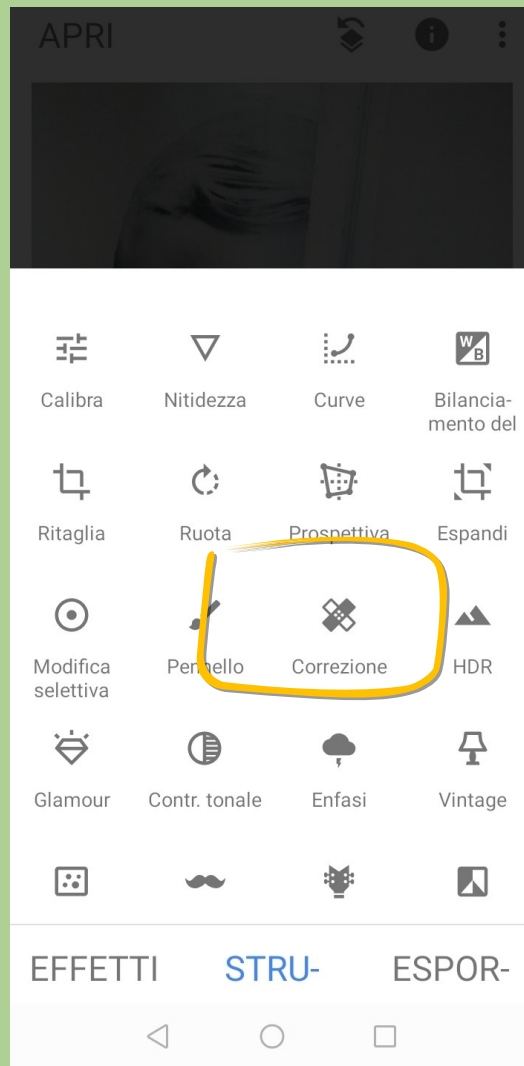 APRI
Calibra
Nitidezza
Curve
W
B
Bilancia-
mento del
Ritaglia
Ruota
Prospettiva
Espandi
Modifica
selettiva
Pennello
Correzione
HDR
Glamour
Contr. tonale
Enfasi
Vintage
EFFETTI
STRU-
ESPOR-